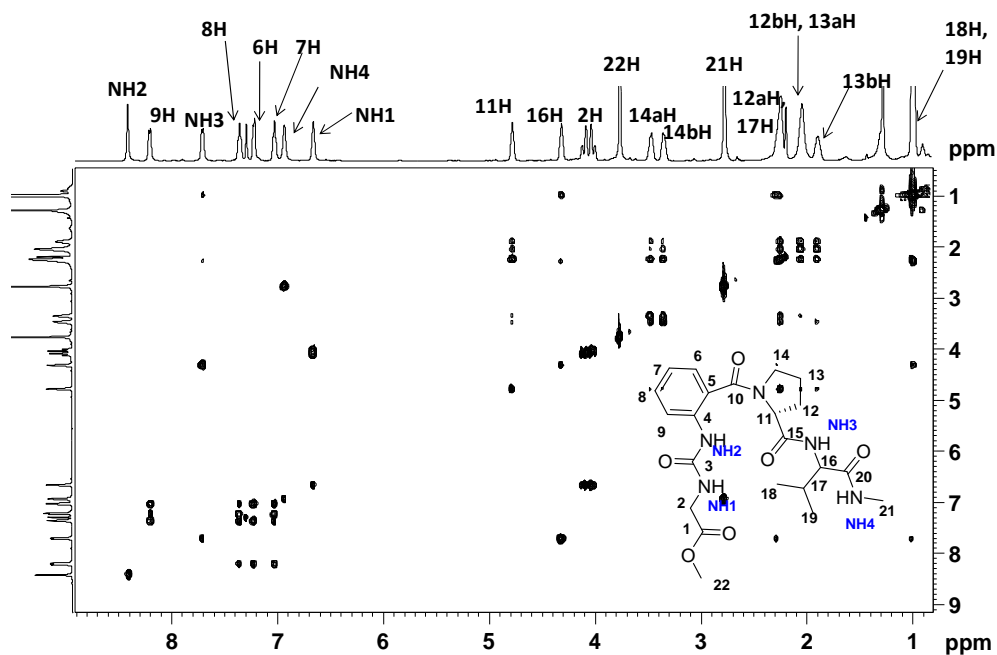 12bH, 13aH
18H,
19H
8H
6H
7H
NH4
22H
21H
13bH
NH2
9H
NH3
NH1
11H
16H
2H
14aH
14bH
12aH
17H
ppm
1
2
3
4
5
6
7
8
9
O
14
6
7
5
13
8
10
N
12
4
11
9
15
NH3
NH
NH
NH2
O
16
O
O
3
20
18
17
NH
NH
2
NH1
21
19
NH4
1
O
O
22
8
7
6
5
4
3
2
1
ppm